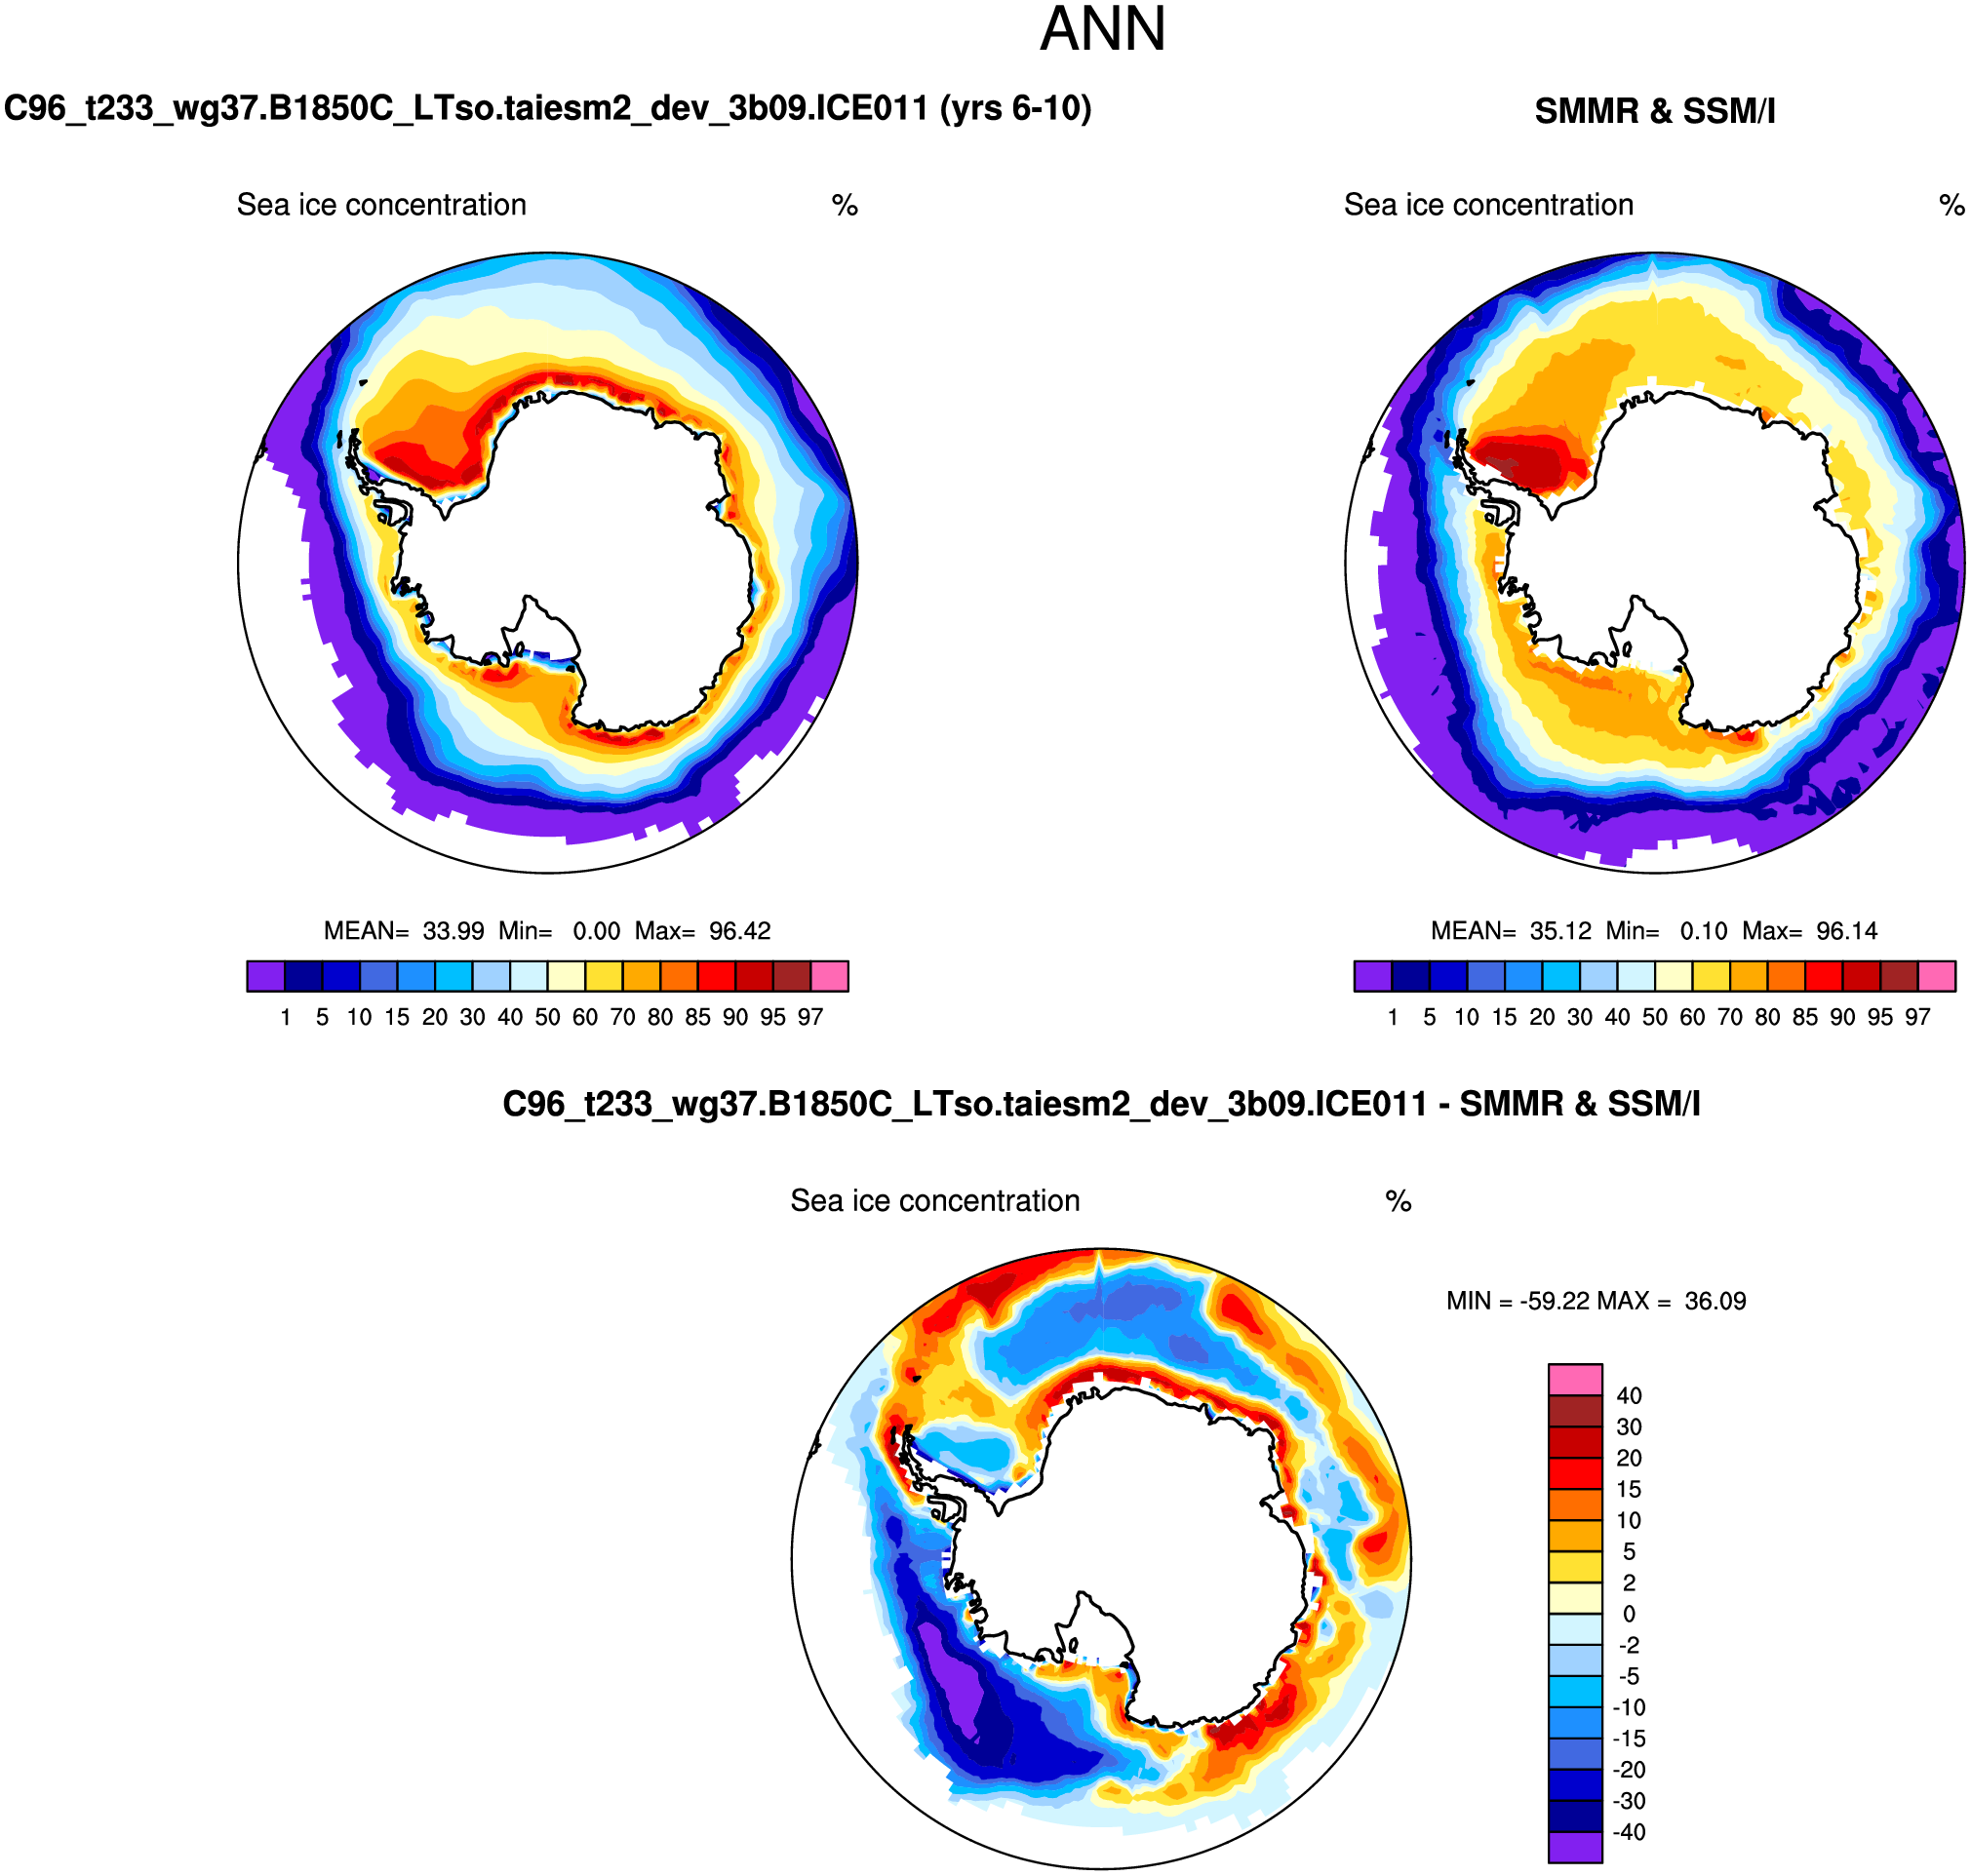 ANN
C96_t233_wg37.B1850C_LTso.taiesm2_dev_3b09.ICE011 (yrs 6-10)
SMMR & SSM/I
Sea ice concentration %
Sea ice concentration %
MEAN= 33.99 Min= 0.00 Max= 96.42
MEAN= 35.12 Min= 0.10 Max= 96.14
1 5 10 15 20 30 40 50 60 70 80 85 90 95 97
1 5 10 15 20 30 40 50 60 70 80 85 90 95 97
C96_t233_wg37.B1850C_LTso.taiesm2_dev_3b09.ICE011 - SMMR & SSM/I
Sea ice concentration %
MIN = -59.22 MAX = 36.09
40
30
20
15
10
5
2
0
-2
-5
-10
-15
-20
-30
-40